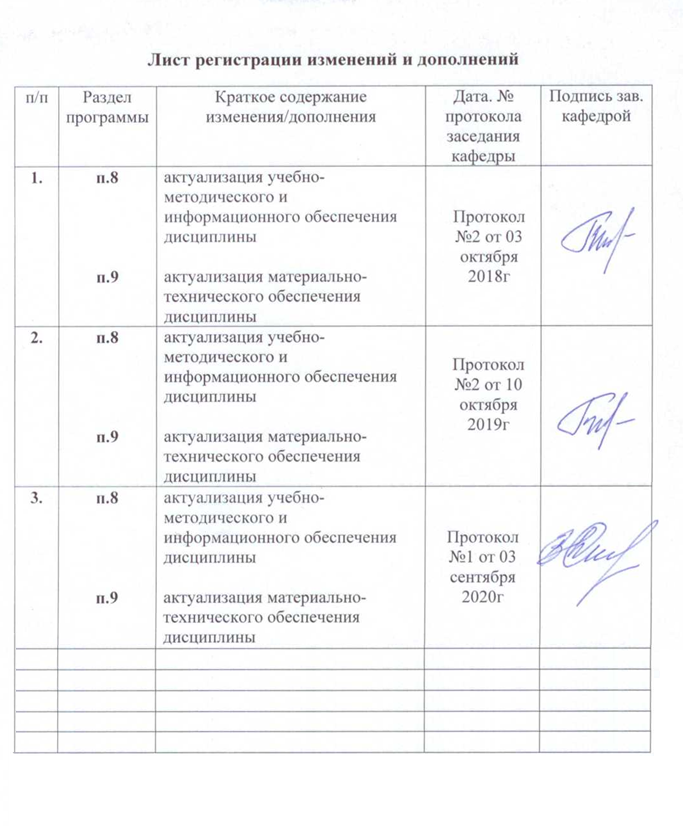 Лист регистрации изменений и дополнений
п/п
Раздел
программы
Краткое содержание
изменения/дополнения
Дата. №
протокола
заседания
кафедры
Подпись зав.
кафедрой
1.
п.8
актуализация учебно-
методического и
информационного обеспечения
дисциплины
п.9
актуализация материально-
технического обеспечения
дисциплины
Протокол
№2 от 03
октября
2018г
2.
п.8
актуализация учебно-
методического и
информационного обеспечения
дисциплины
п.9
актуализация материально-
технического обеспечения
дисциплины
Протокол
№2 от 10
октября
2019г
3.
п.8
актуализация учебно-
методического и
информационного обеспечения
дисциплины
п.9
актуализация материально-
технического обеспечения
дисциплины
Протокол
№1 от 03
сентября
2020г